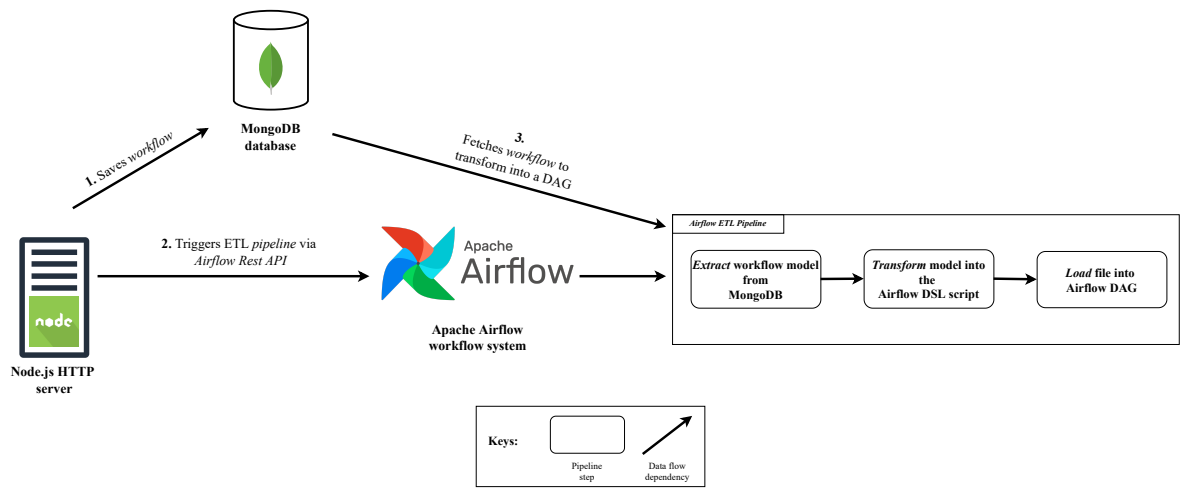 MongoDB
database
1. Saves workflow
3.
Fetches workflow to
transform into a DAG
node
Node.js HTTP
server
2. Triggers ETL pipeline via
Airflow Rest API
Apache
Airflow
Apache Airflow
workflow system
Airflow ETL Pipeline
Extract workflow model
from
MongoDB
Transform model into
the
Airflow DSL script
Load file into
Airflow DAG
Keys:
Pipeline
step
Data flow
dependency